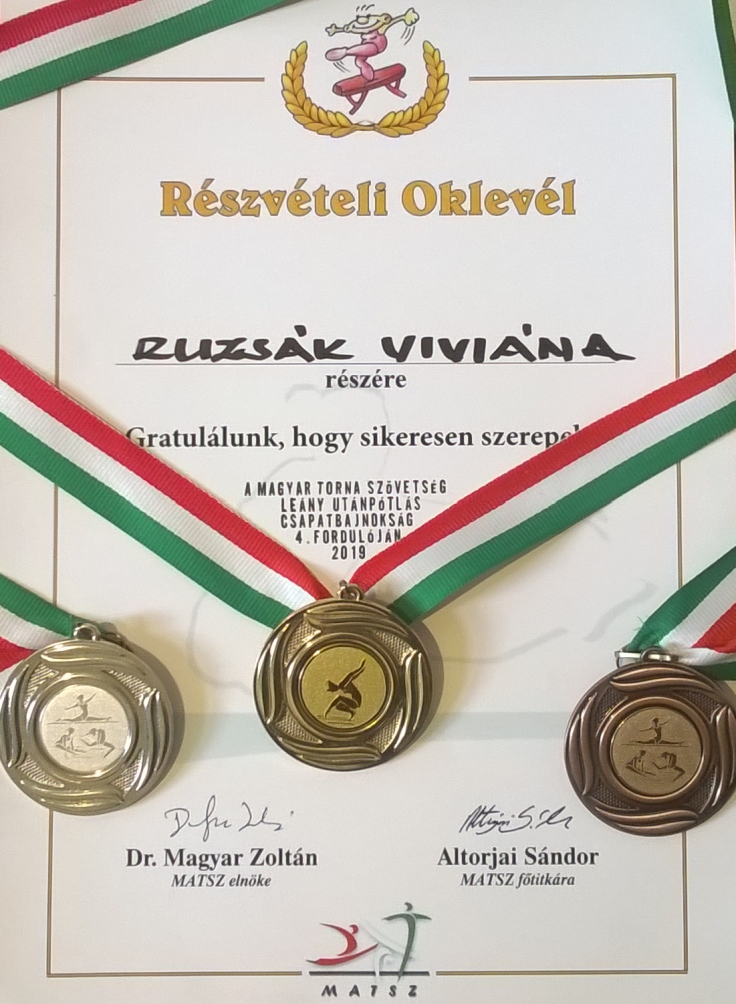 Részvételi Oklevél
RUZSÁK VIVIÁNA
részére
Gratulálunk, hogy sikeresen
A MAGYAR TORNA SZÖVETSÉG
LEÁNY UTÁNPÓTLÁS
CSAPATBAJNOKSÁG
4. FORDULÓJÁN
2019
Dr. Magyar Zoltán
MATSZ elnöke
Altorjai Sándor
MATSZ főtitkára
MATSZ